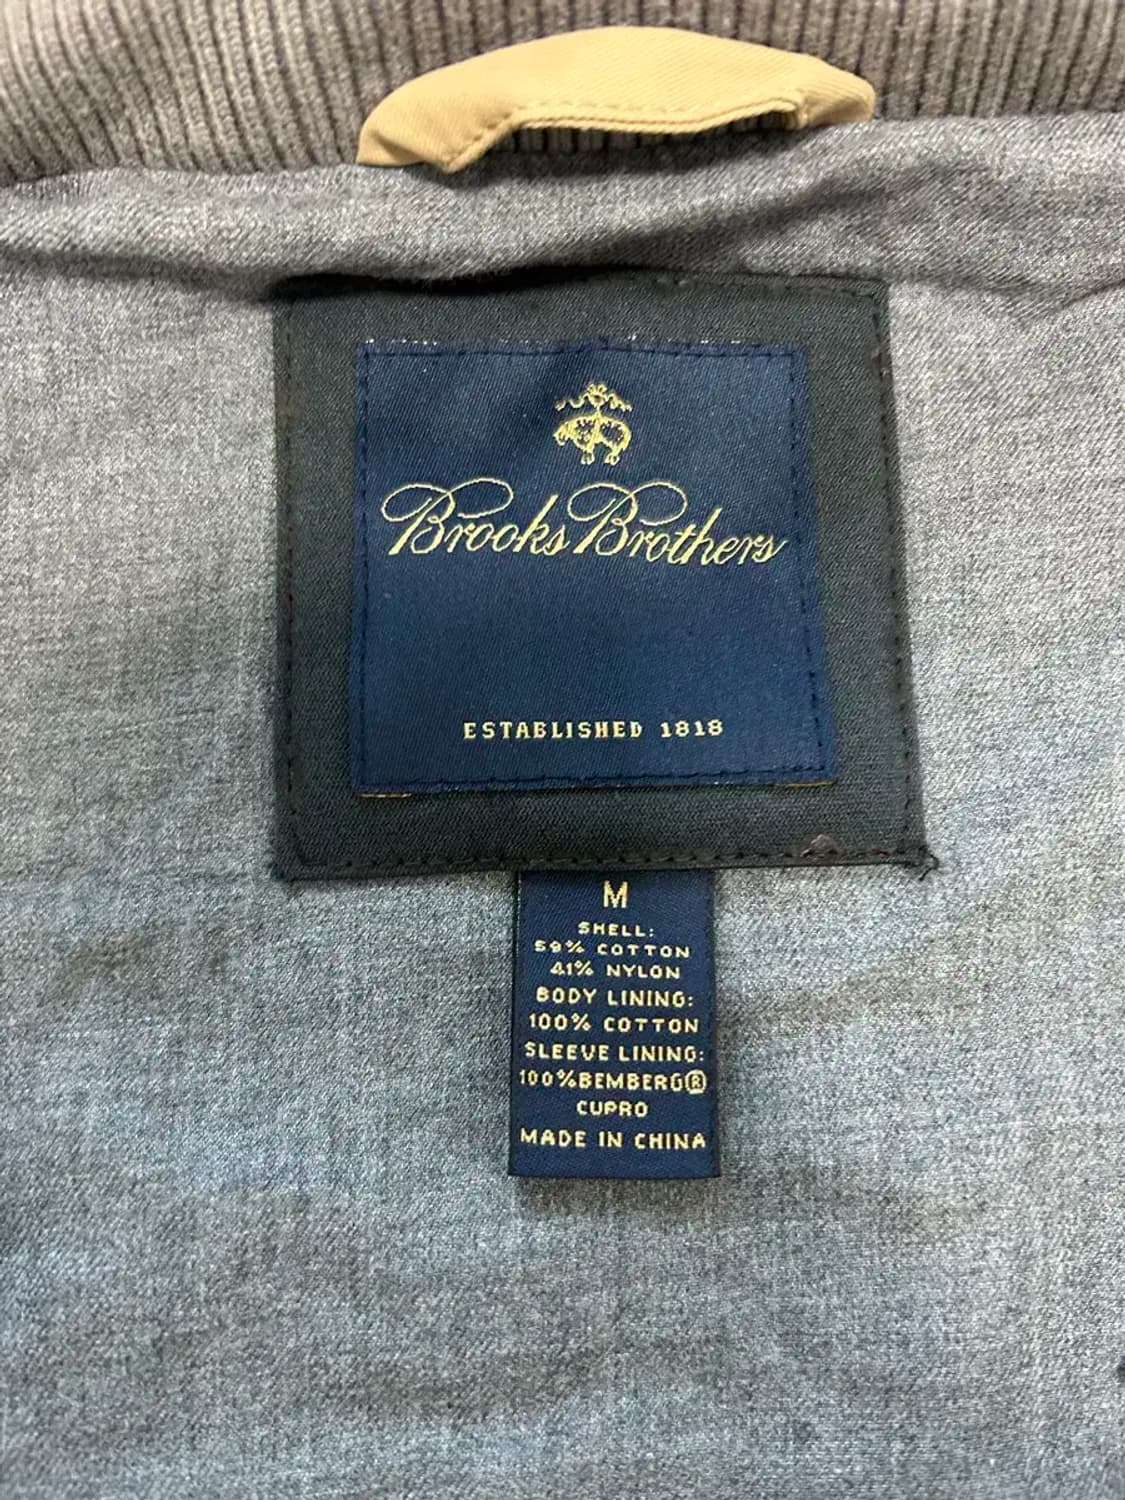 Brooks Brothers
ESTABLISHED 1818
M
SHELL:
59% COTTON
41% NYLON
BODY LINING:
100% COTTON
SLEEVE LINING:
100%BEMBERG®
CUPRO
MADE IN CHINA